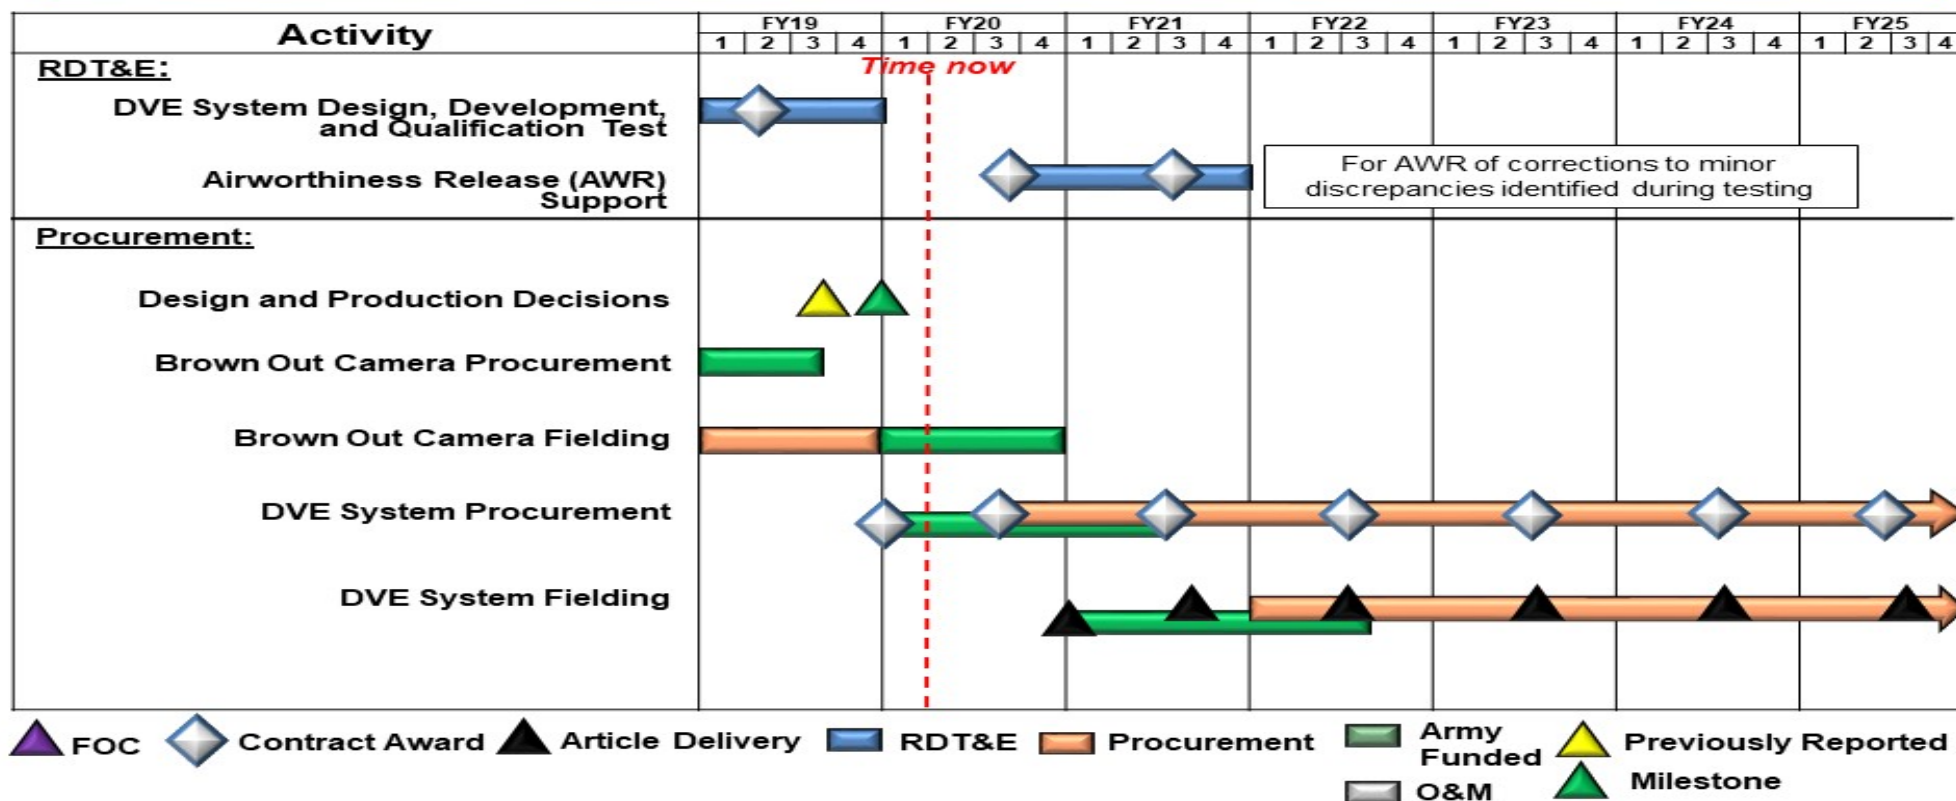 Activity
FY19 FY20 FY21 FY22 FY23 FY24 FY25
1 2 3 4 1 2 3 4 1 2 3 4 1 2 3 4 1 2 3 4 1 2 3 4 1 2 3 4
RDT&E:
Time now
DVE System Design, Development,
and Qualification Test
Airworthiness Release (AWR)
Support
For AWR of corrections to minor
discrepancies identified during testing
Procurement:
Design and Production Decisions
Brown Out Camera Procurement
Brown Out Camera Fielding
DVE System Procurement
DVE System Fielding
FOC
Contract Award
Article Delivery
RDT&E
Procurement
Army
Funded
O&M
Previously Reported
Milestone